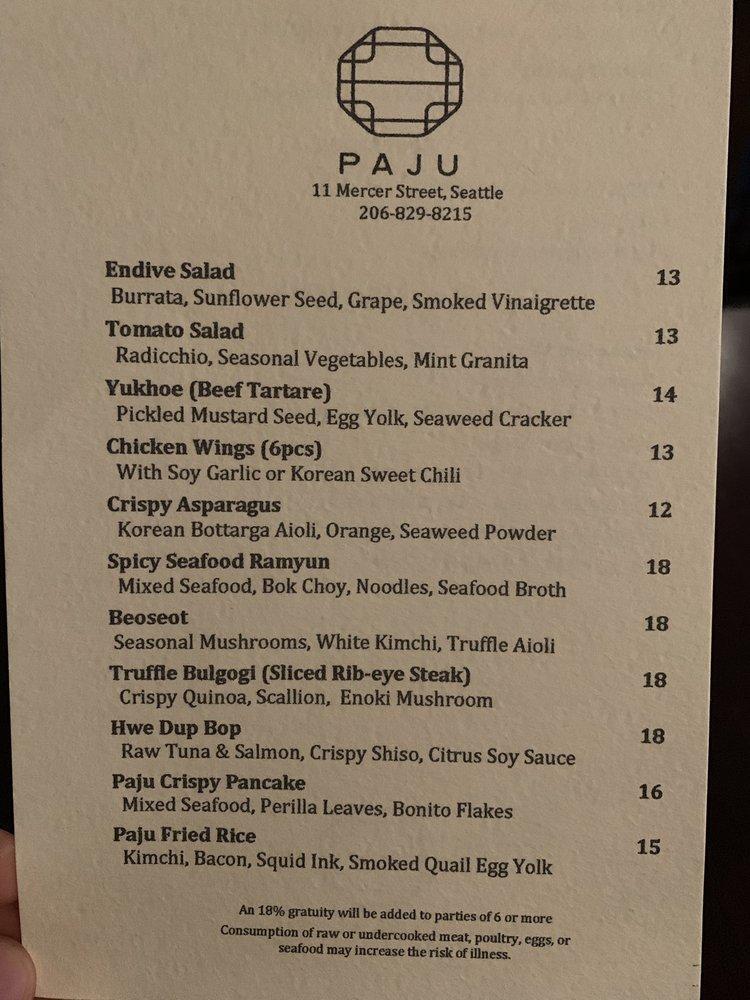 PAJU
11 Mercer Street, Seattle
206-829-8215
Endive Salad 13
Burrata, Sunflower Seed, Grape, Smoked Vinaigrette
Tomato Salad 13
Radicchio, Seasonal Vegetables, Mint Granita
Yukhoe (Beef Tartare) 14
Pickled Mustard Seed, Egg Yolk, Seaweed Cracker
Chicken Wings (6pcs) 13
With Soy Garlic or Korean Sweet Chili
Crispy Asparagus 12
Korean Bottarga Aioli, Orange, Seaweed Powder
Spicy Seafood Ramyun 18
Mixed Seafood, Bok Choy, Noodles, Seafood Broth
Beoseot 18
Seasonal Mushrooms, White Kimchi, Truffle Aioli
Truffle Bulgogi (Sliced Rib-eye Steak) 18
Crispy Quinoa, Scallion, Enoki Mushroom
Hwe Dup Bop 18
Raw Tuna & Salmon, Crispy Shiso, Citrus Soy Sauce
Paju Crispy Pancake 16
Mixed Seafood, Perilla Leaves, Bonito Flakes
Paju Fried Rice 15
Kimchi, Bacon, Squid Ink, Smoked Quail Egg Yolk
An 18% gratuity will be added to parties of 6 or more
Consumption of raw or undercooked meat, poultry, eggs, or
seafood may increase the risk of illness.